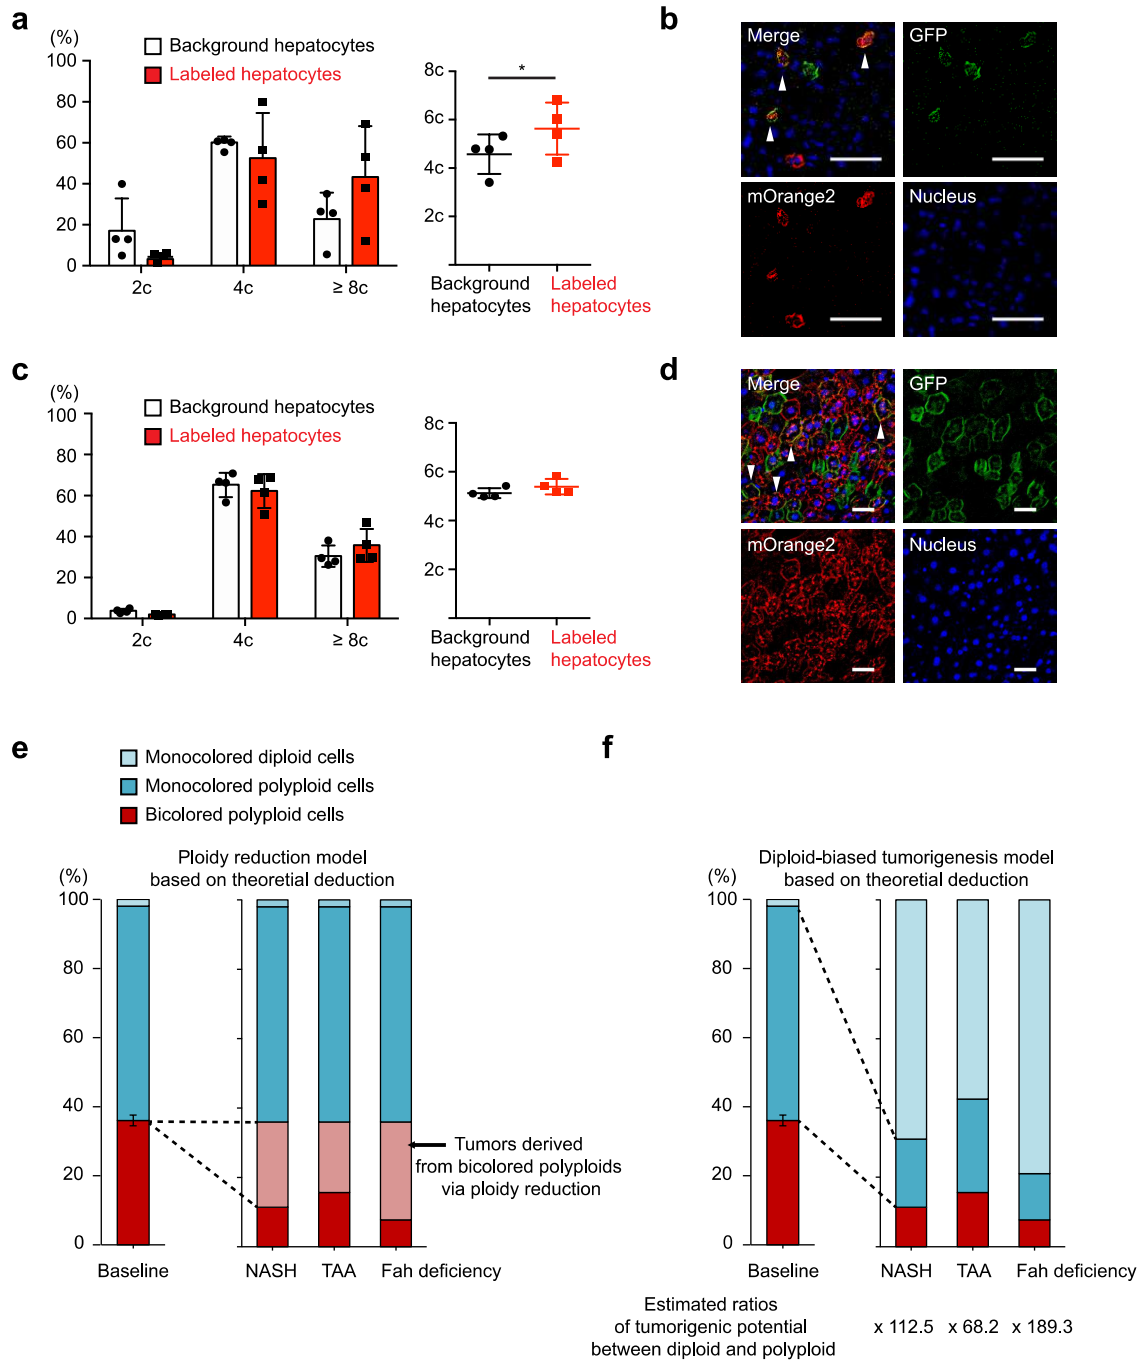 a
(%)
Background hepatocytes
Labeled hepatocytes
100
80
60
40
20
0
2c
4c
≥ 8c
8c
6c
4c
2c
*
Background
hepatocytes
Labeled
hepatocytes
b
Merge
GFP
mOrange2
Nucleus
c
(%)
Background hepatocytes
Labeled hepatocytes
100
80
60
40
20
0
2c
4c
≥ 8c
8c
6c
4c
2c
Background
hepatocytes
Labeled
hepatocytes
d
Merge
GFP
mOrange2
Nucleus
e
Monocolored diploid cells
Monocolored polyploid cells
Bicolored polyploid cells
Ploidy reduction model
based on theoretial deduction
(%)
100
80
60
40
20
0
Baseline
NASH
TAA
Fah deficiency
Tumors derived
from bicolored polyploids
via ploidy reduction
f
Diploid-biased tumorigenesis model
based on theoretial deduction
(%)
100
80
60
40
20
0
Baseline
NASH
TAA
Fah deficiency
Estimated ratios
of tumorigenic potential
between diploid and polyploid
x 112.5
x 68.2
x 189.3